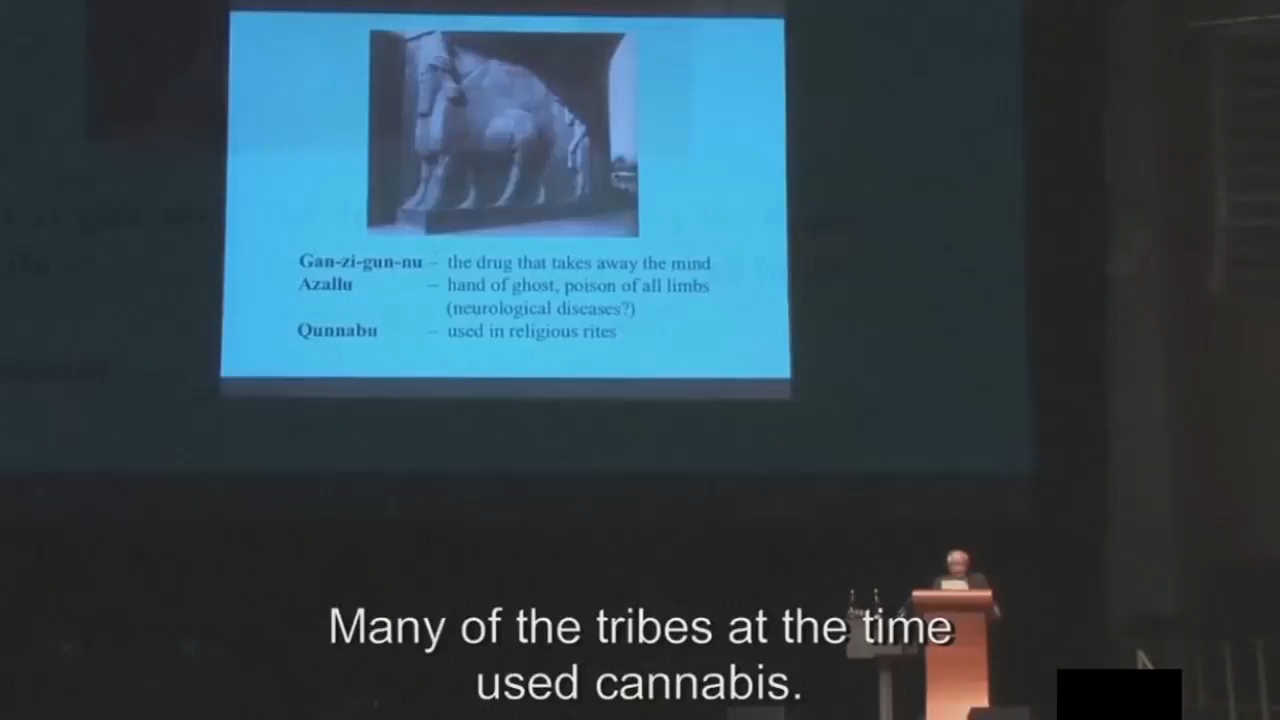 Gan-zi-gun-nu – the drug that takes away the mind
Azallu – hand of ghost, poison of all limbs
(neurological diseases?)
Qunnabu – used in religious rites
Many of the tribes at the time
used cannabis.